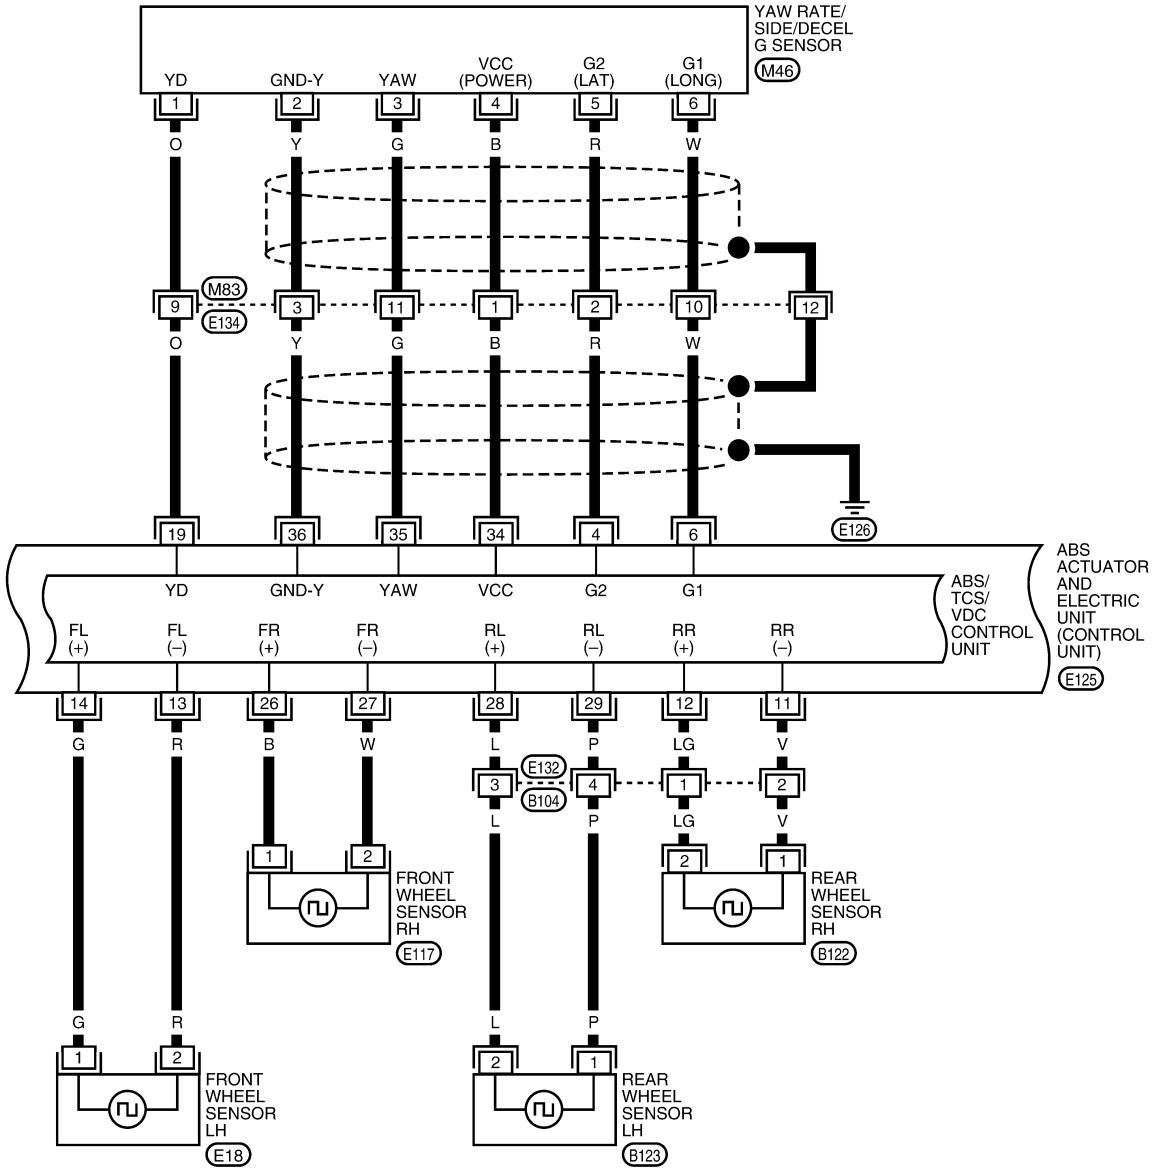 YAW RATE/
SIDE/DECEL
G SENSOR
M46
YD GND-Y YAW VCC (POWER) G2 (LAT) G1 (LONG)
1 2 3 4 5 6
O Y G B R W
M83
9 3 11 1 2 10 12
E134
O Y G B R W
E126
19 36 35 34 4 6
ABS
ACTUATOR
AND
ELECTRIC
UNIT
(CONTROL
UNIT)
E125
YD GND-Y YAW VCC G2 G1
ABS/
TCS/
VDC
CONTROL
UNIT
FL (+) FL (–) FR (+) FR (–) RL (+) RL (–) RR (+) RR (–)
14 13 26 27 28 29 12 11
G R B W L P LG V
E132
3 4 1 2
B104
L P LG V
1 2
FRONT
WHEEL
SENSOR
RH
E117
2 1
REAR
WHEEL
SENSOR
RH
B122
G R L P
1 2
FRONT
WHEEL
SENSOR
LH
E18
2 1
REAR
WHEEL
SENSOR
LH
B123